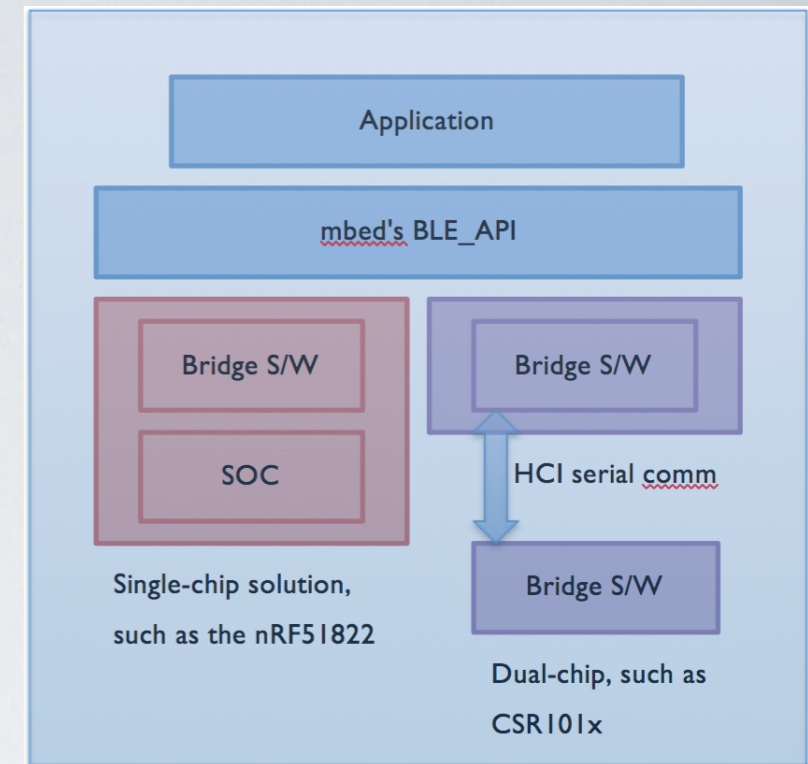 Application
mbed's BLE_API
Bridge S/W
SOC
Single-chip solution,
such as the nRF51822
Bridge S/W
HCI serial comm
Bridge S/W
Dual-chip, such as
CSR101x